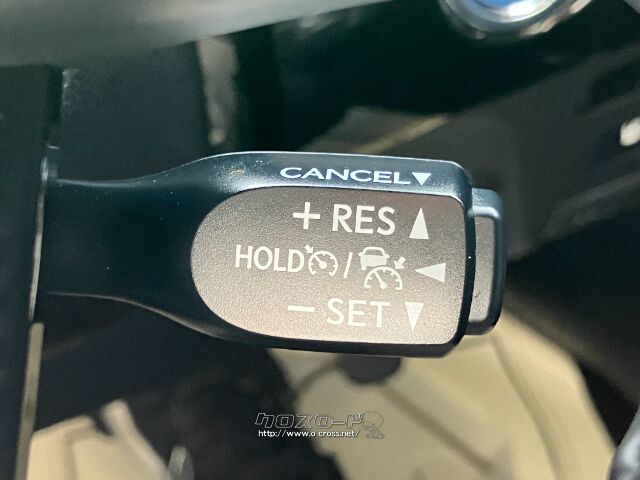 CANCEL▼
+ RES ▲
HOLD / ◀
− SET ▼
クロスロード
http://www.o-cross.net/